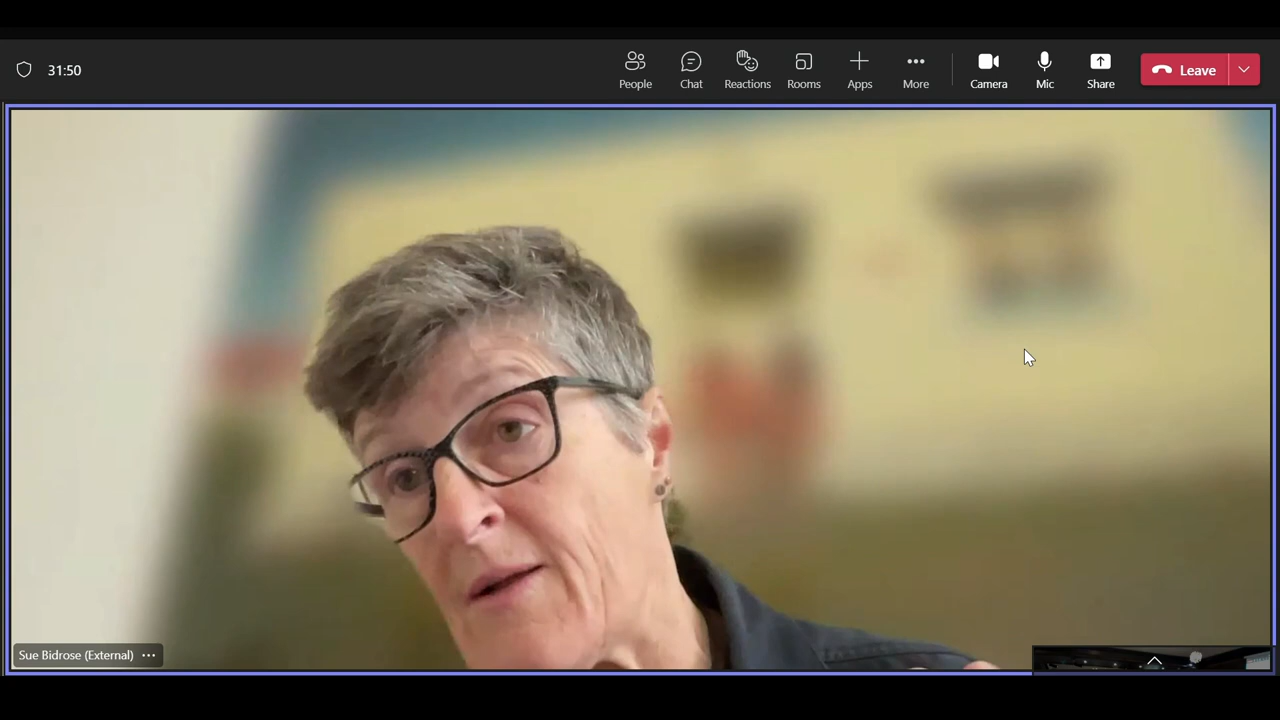 31:50
People
Chat
Reactions
Rooms
Apps
More
Camera
Mic
Share
Leave
Sue Bidrose (External)